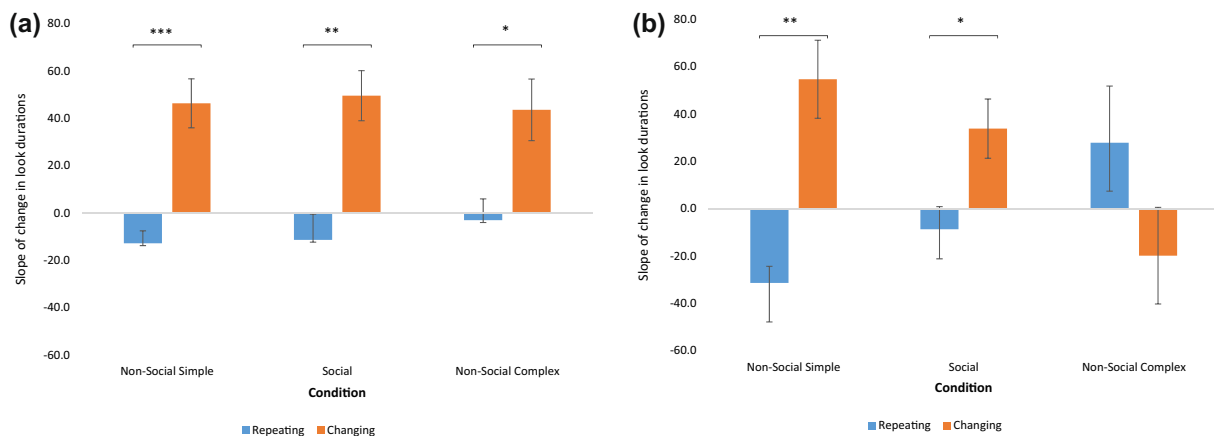 (a)
Slope of change in look durations
80.0
60.0
40.0
20.0
0.0
-20.0
-40.0
-60.0
*** ** *
Non-Social Simple Social Non-Social Complex
Condition
Repeating Changing
(b)
Slope of change in look durations
80.0
60.0
40.0
20.0
0.0
-20.0
-40.0
-60.0
** *
Non-Social Simple Social Non-Social Complex
Condition
Repeating Changing